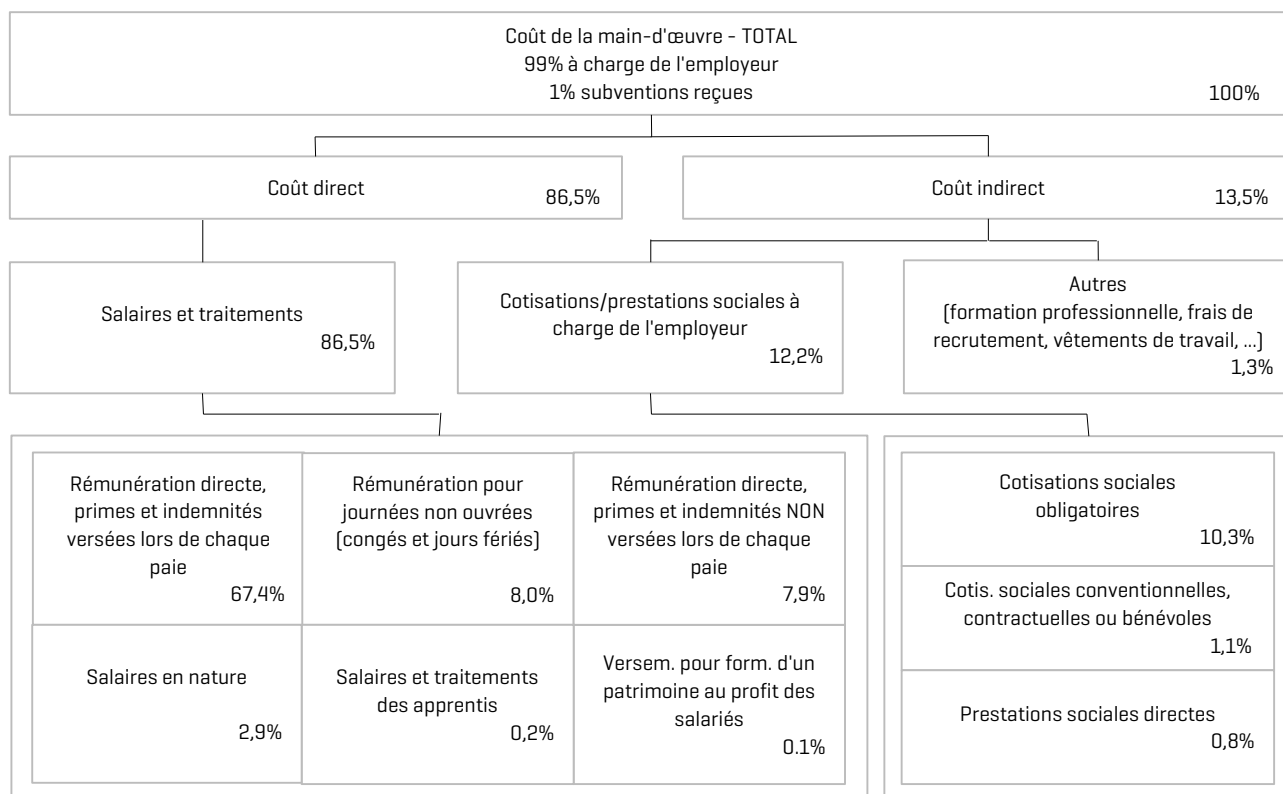 Coût de la main-d'œuvre - TOTAL
99% à charge de l'employeur
1% subventions reçues
100%
Coût direct
86,5%
Coût indirect
13,5%
Salaires et traitements
86,5%
Cotisations/prestations sociales à
charge de l'employeur
12,2%
Autres
(formation professionnelle, frais de
recrutement, vêtements de travail, ...)
1,3%
Rémunération directe,
primes et indemnités
versées lors de chaque
paie
67,4%
Rémunération pour
journées non ouvrées
(congés et jours fériés)
8,0%
Rémunération directe,
primes et indemnités NON
versées lors de chaque
paie
7,9%
Salaires en nature
2,9%
Salaires et traitements
des apprentis
0,2%
Versem. pour form. d'un
patrimoine au profit des
salariés
0.1%
Cotisations sociales
obligatoires
10,3%
Cotis. sociales conventionnelles,
contractuelles ou bénévoles
1,1%
Prestations sociales directes
0,8%